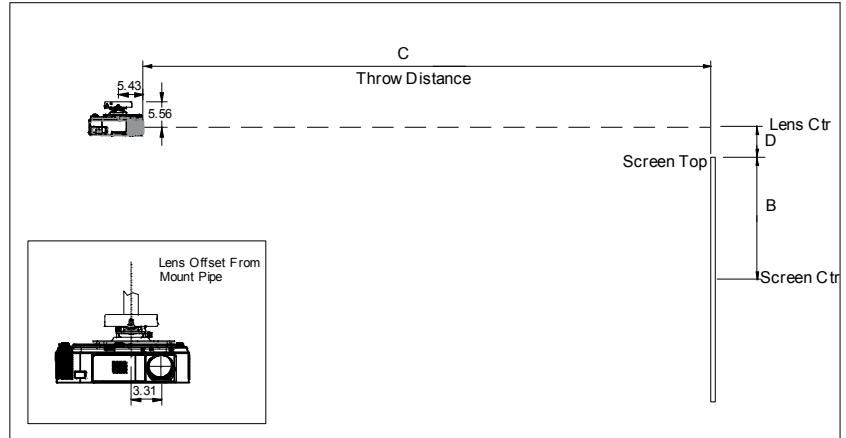 C
Throw Distance
5.43
5.56
Lens Ctr
D
Screen Top
B
Screen Ctr
Lens Offset From
Mount Pipe
3.31